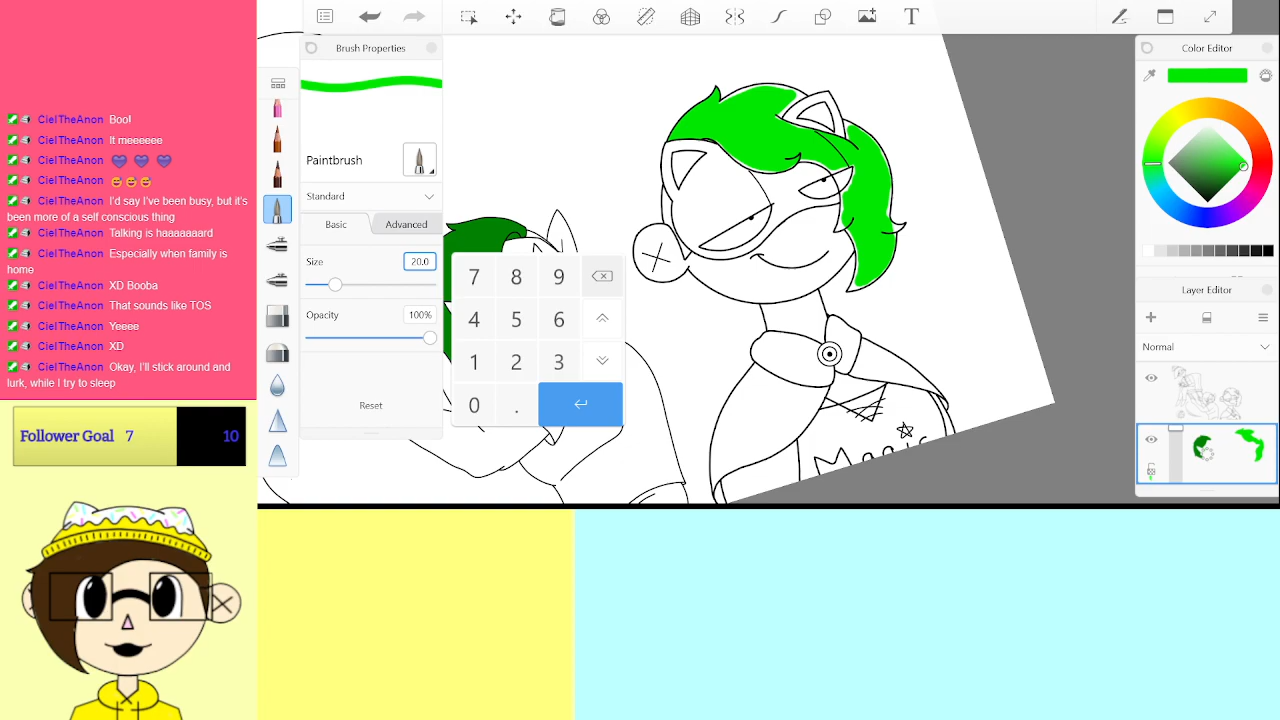 CielTheAnon Boo!
CielTheAnon It meeeeee
CielTheAnon
CielTheAnon
CielTheAnon I'd say I've been busy, but it's
been more of a self conscious thing
CielTheAnon Talking is haaaaaard
CielTheAnon Especially when family is
home
CielTheAnon XD Booba
CielTheAnon That sounds like TOS
CielTheAnon Yeeee
CielTheAnon XD
CielTheAnon Okay, I'll stick around and
lurk, while I try to sleep
Follower Goal 7 10
T
Brush Properties
Paintbrush
Standard
Basic Advanced
Size 20.0
Opacity 100%
Reset
7 8 9
4 5 6
1 2 3
0 .
Magic
Color Editor
Layer Editor
Normal